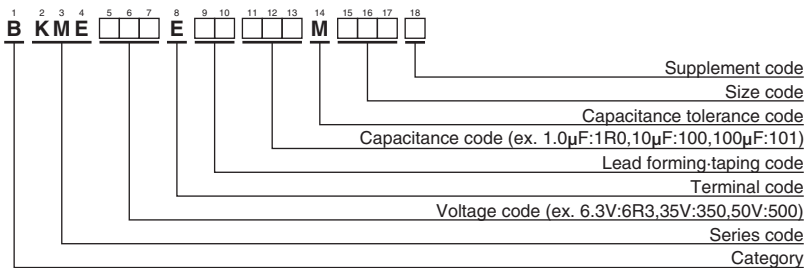 1 2 3 4 5 6 7 8 9 10 11 12 13 14 15 16 17 18
B KME E M
Supplement code
Size code
Capacitance tolerance code
Capacitance code (ex. 1.0μF:1R0,10μF:100,100μF:101)
Lead forming·taping code
Terminal code
Voltage code (ex. 6.3V:6R3,35V:350,50V:500)
Series code
Category